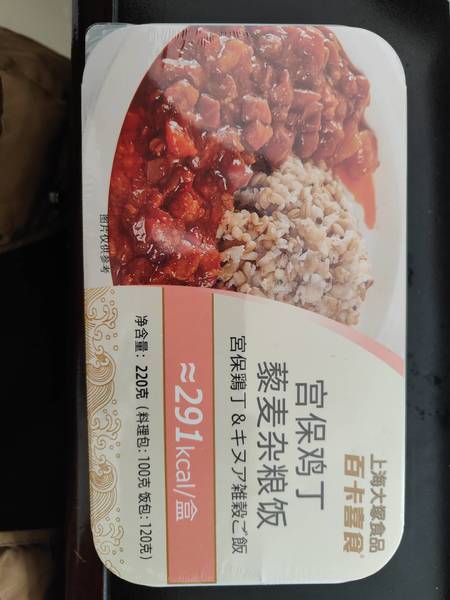 上海大塚食品
百卡喜食®
宫保鸡丁
藜麦杂粮饭
宮保鶏丁&キヌア雑穀ご飯
≈291kcal/盒
净含量：220克（料理包：100克 饭包：120克）
图片仅供参考